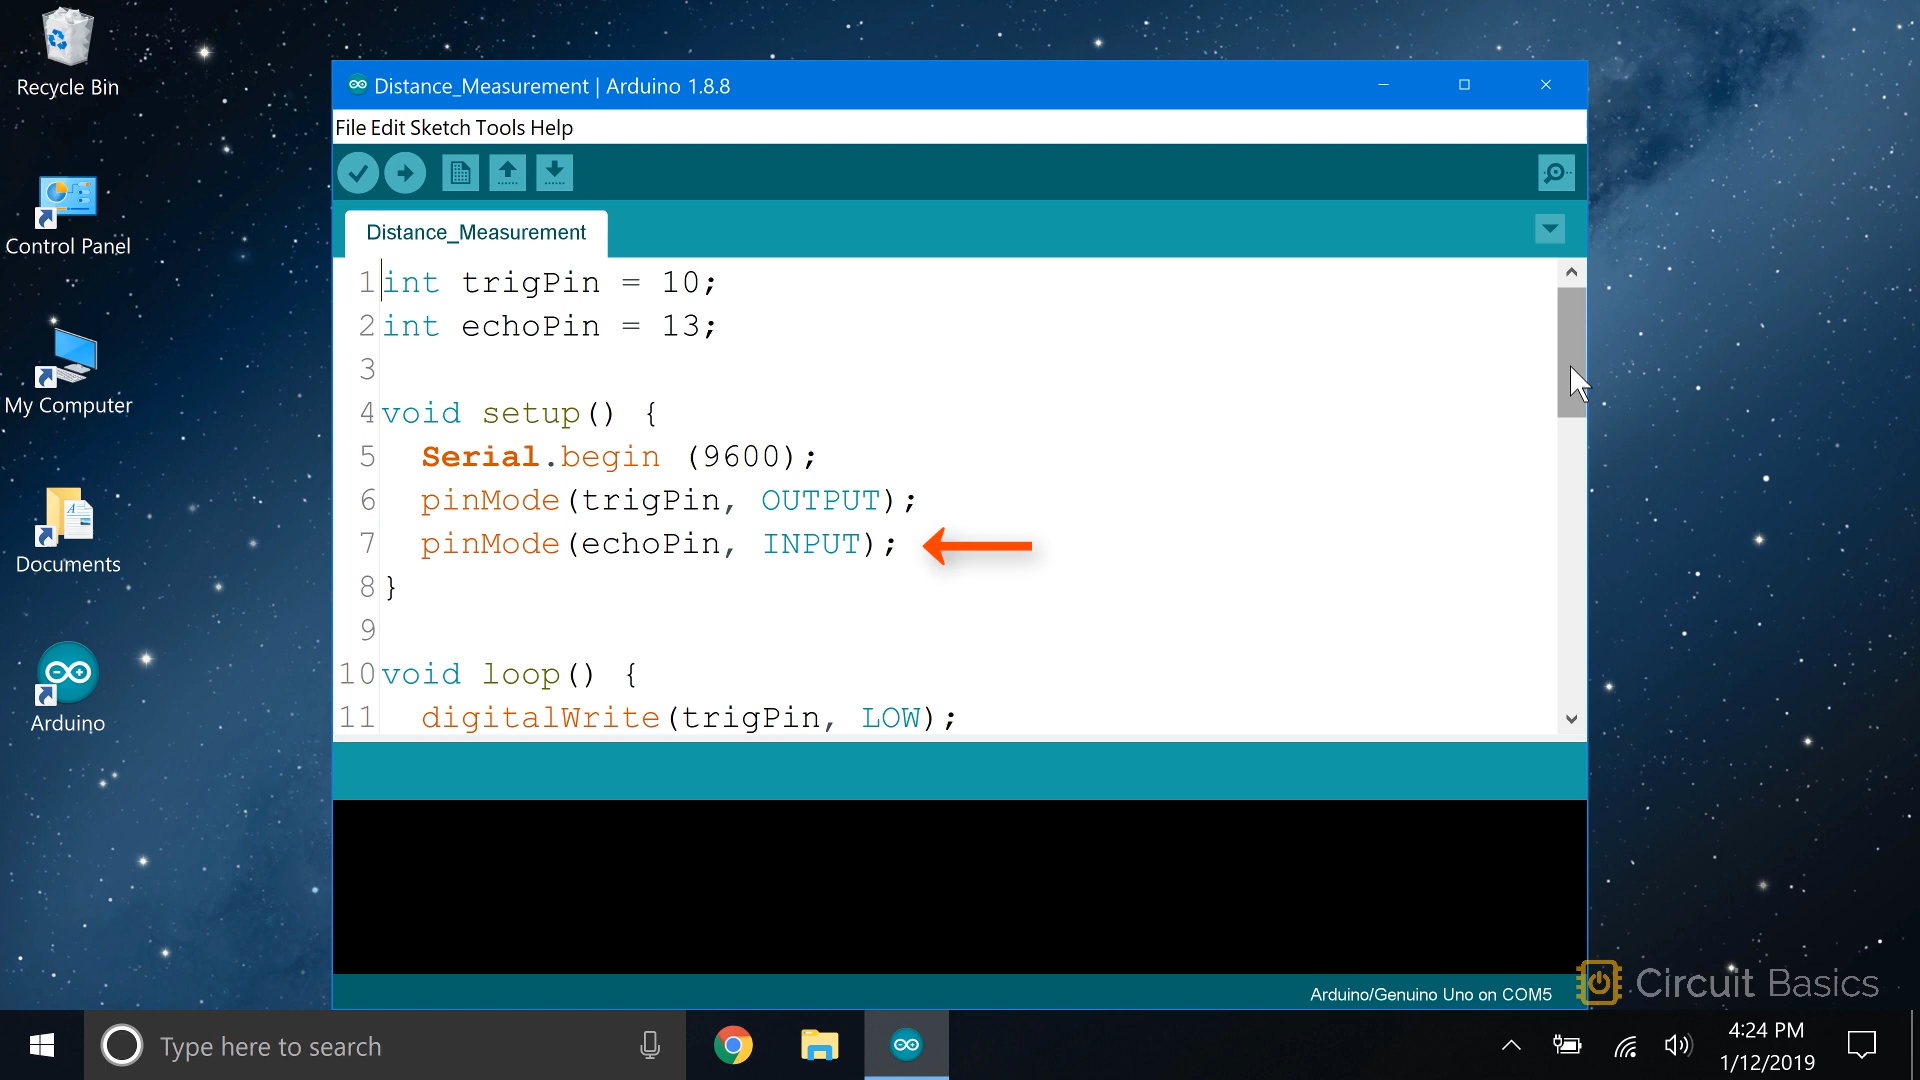 Recycle Bin
Control Panel
My Computer
Documents
Arduino
Distance_Measurement | Arduino 1.8.8
File Edit Sketch Tools Help
Distance_Measurement
1 int trigPin = 10;
2 int echoPin = 13;
3
4 void setup() {
5   Serial.begin (9600);
6   pinMode(trigPin, OUTPUT);
7   pinMode(echoPin, INPUT);
8 }
9
10 void loop() {
11   digitalWrite(trigPin, LOW);
Arduino/Genuino Uno on COM5
Circuit Basics
Type here to search
4:24 PM
1/12/2019